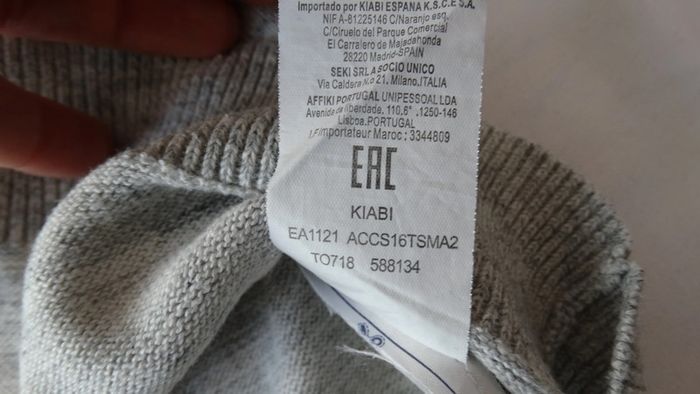 Importado por KIABI ESPANA K.S.C.E S.A.
NIF A-81225146 C/Naranjo esq.
C/Ciruelo del Parque Comercial
El Carralero de Majadahonda
28220 Madrid-SPAIN
SEKI SRL A SOCIO UNICO
Via Caldera No 21. Milano.ITALIA
AFFIKI PORTUGAL UNIPESSOAL LDA
Avenida da liberdade, 110,6° .1250-146
Lisboa.PORTUGAL
L'Importateur Maroc : 3344809
EAC
KIABI
EA1121 ACCS16TSMA2
TO718 588134